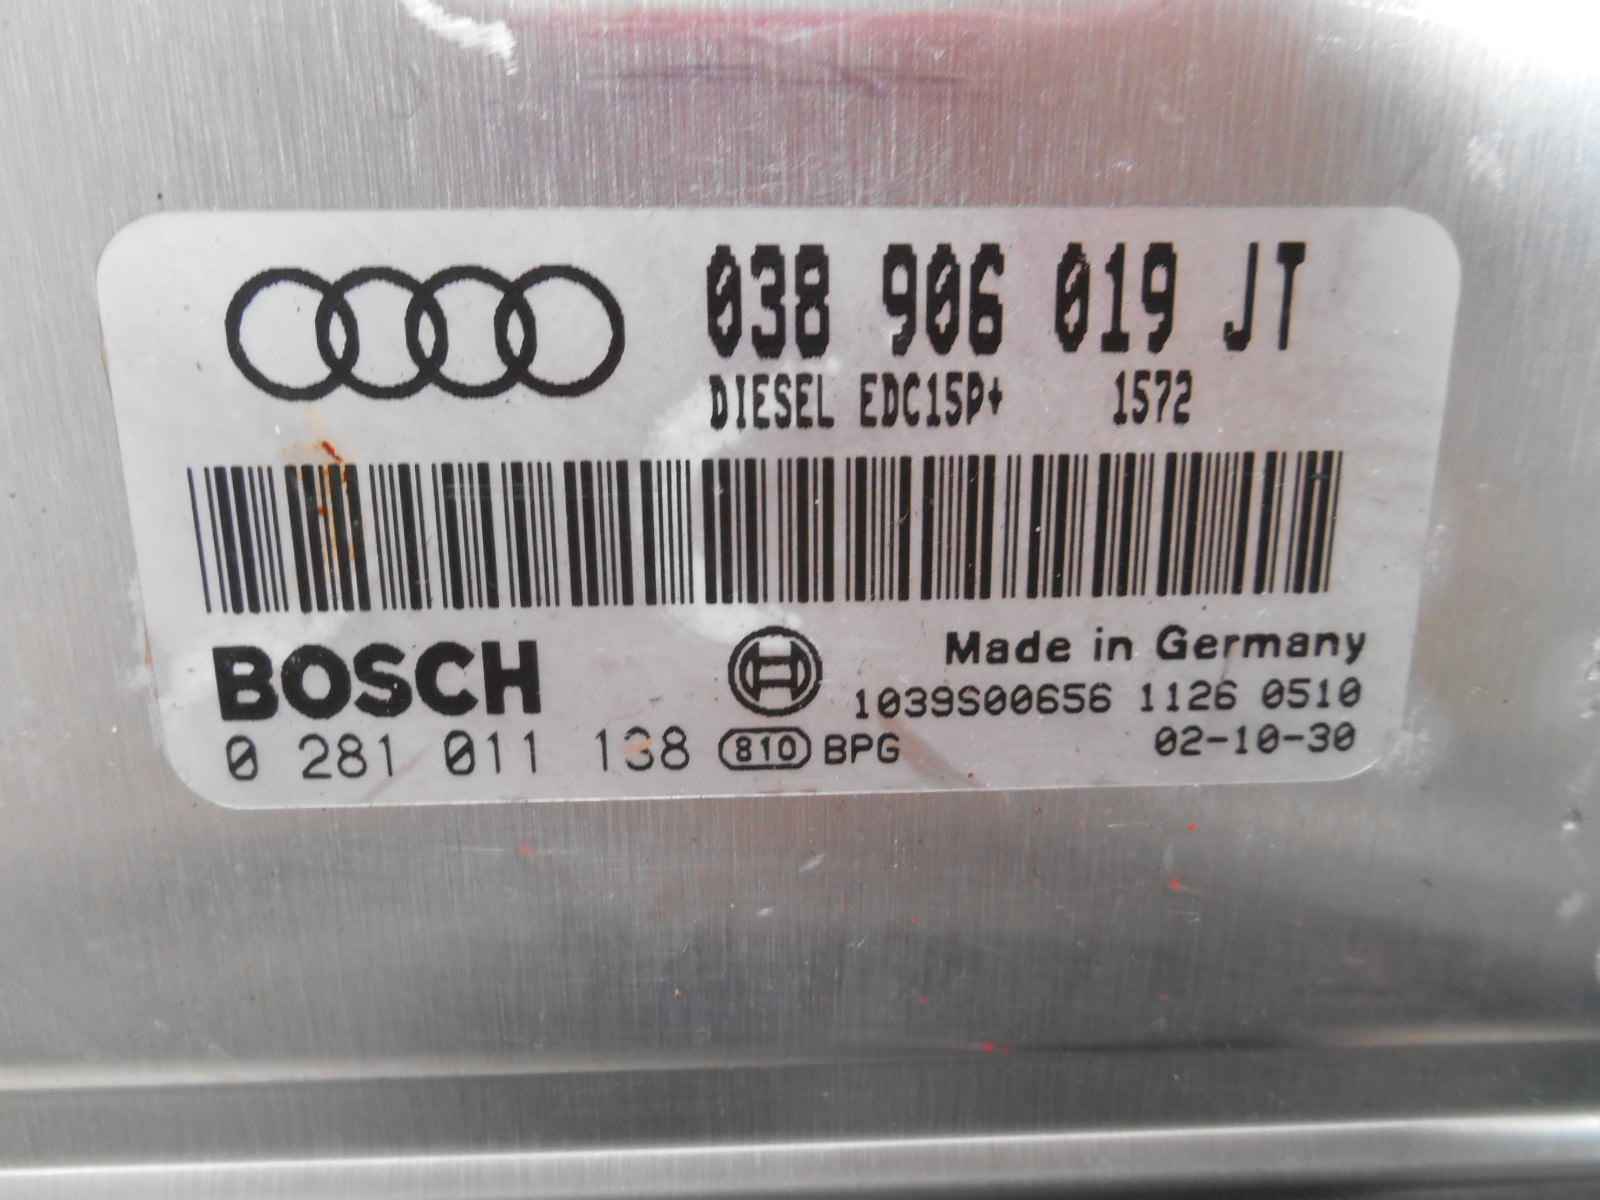 038 906 019 JT
DIESEL EDC15P+ 1572
BOSCH
Made in Germany
1039S00656 1126 0510
0 281 011 138 810 BPG 02-10-30